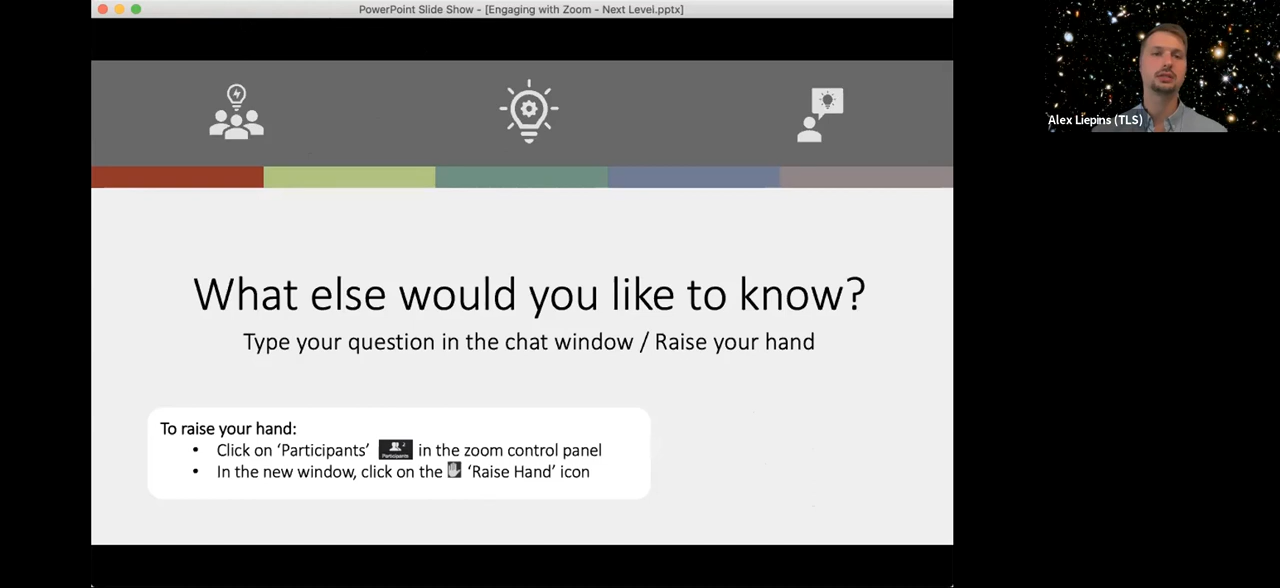 PowerPoint Slide Show - [Engaging with Zoom - Next Level.pptx]
Alex Liepins (TLS)
What else would you like to know?
Type your question in the chat window / Raise your hand
To raise your hand:
• Click on ‘Participants’ Participants in the zoom control panel
• In the new window, click on the ‘Raise Hand’ icon